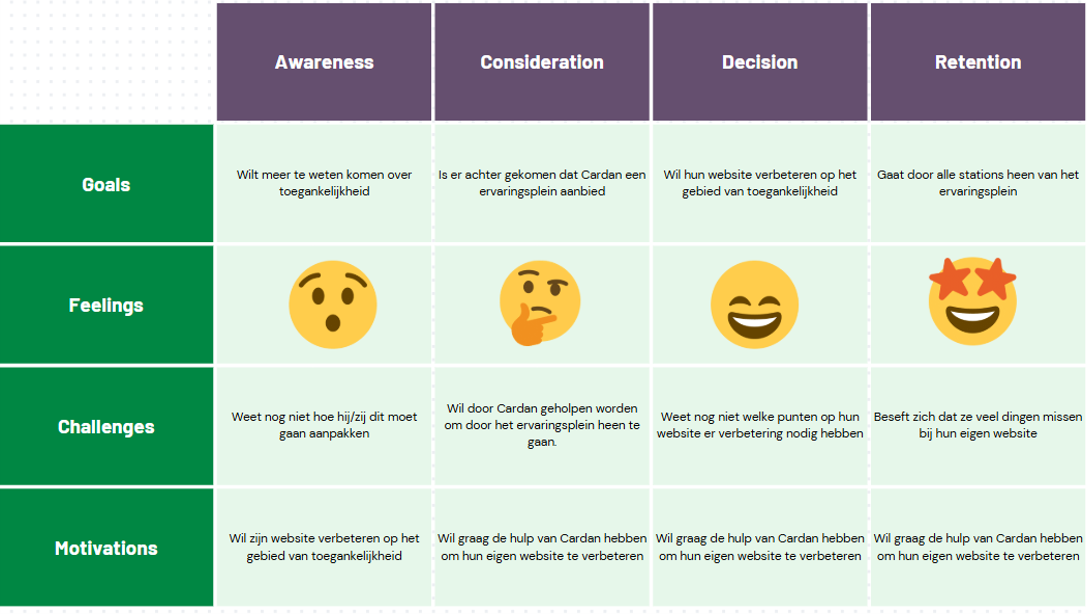 Awareness
Consideration
Decision
Retention
Goals
Wilt meer te weten komen over
toegankelijkheid
Is er achter gekomen dat Cardan een
ervaringsplein aanbied
Wil hun website verbeteren op het
gebied van toegankelijkheid
Gaat door alle stations heen van het
ervaringsplein
Feelings
Challenges
Weet nog niet hoe hij/zij dit moet
gaan aanpakken
Wil door Cardan geholpen worden
om door het ervaringsplein heen te
gaan.
Weet nog niet welke punten op hun
website er verbetering nodig hebben
Beseft zich dat ze veel dingen missen
bij hun eigen website
Motivations
Wil zijn website verbeteren op het
gebied van toegankelijkheid
Wil graag de hulp van Cardan hebben
om hun eigen website te verbeteren
Wil graag de hulp van Cardan hebben
om hun eigen website te verbeteren
Wil graag de hulp van Cardan hebben
om hun eigen website te verbeteren